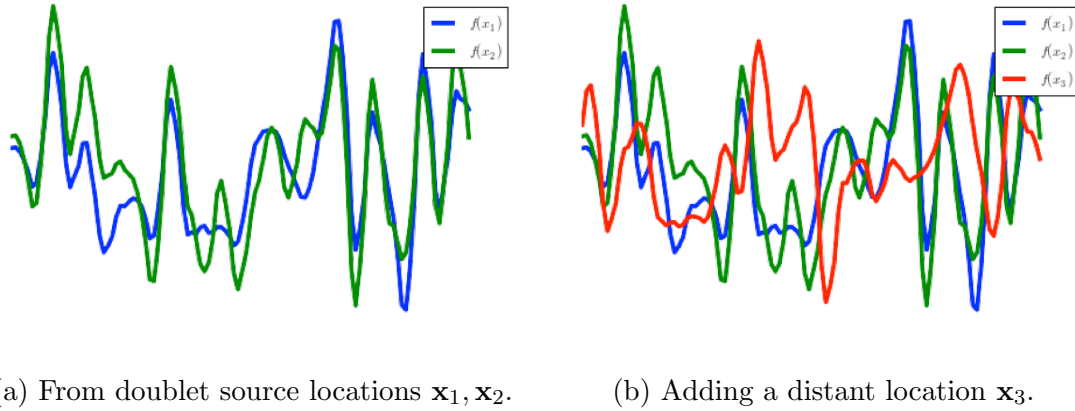 f(x₁)
f(x₂)
f(x₁)
f(x₂)
f(x₃)
(a) From doublet source locations x₁, x₂.
(b) Adding a distant location x₃.